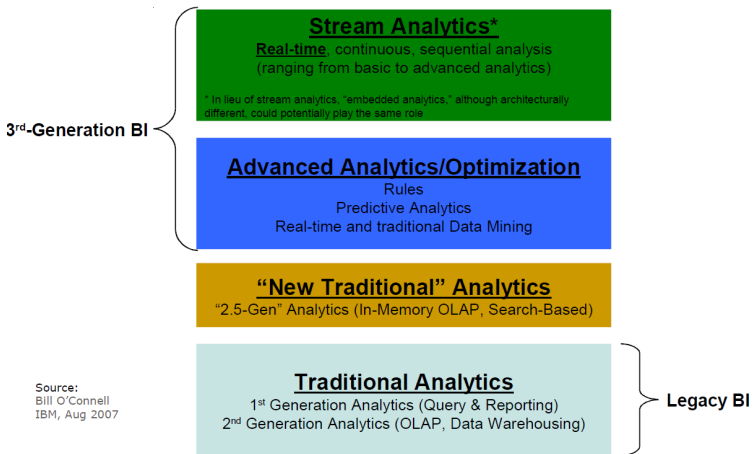 Stream Analytics*
Real-time, continuous, sequential analysis
(ranging from basic to advanced analytics)
* In lieu of stream analytics, “embedded analytics,” although architecturally
different, could potentially play the same role
3rd-Generation BI
Advanced Analytics/Optimization
Rules
Predictive Analytics
Real-time and traditional Data Mining
“New Traditional” Analytics
“2.5-Gen” Analytics (In-Memory OLAP, Search-Based)
Traditional Analytics
1st Generation Analytics (Query & Reporting)
2nd Generation Analytics (OLAP, Data Warehousing)
Legacy BI
Source:
Bill O’Connell
IBM, Aug 2007